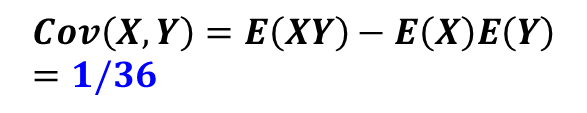 Cov(X, Y) = E(XY) − E(X)E(Y)
= 1/36